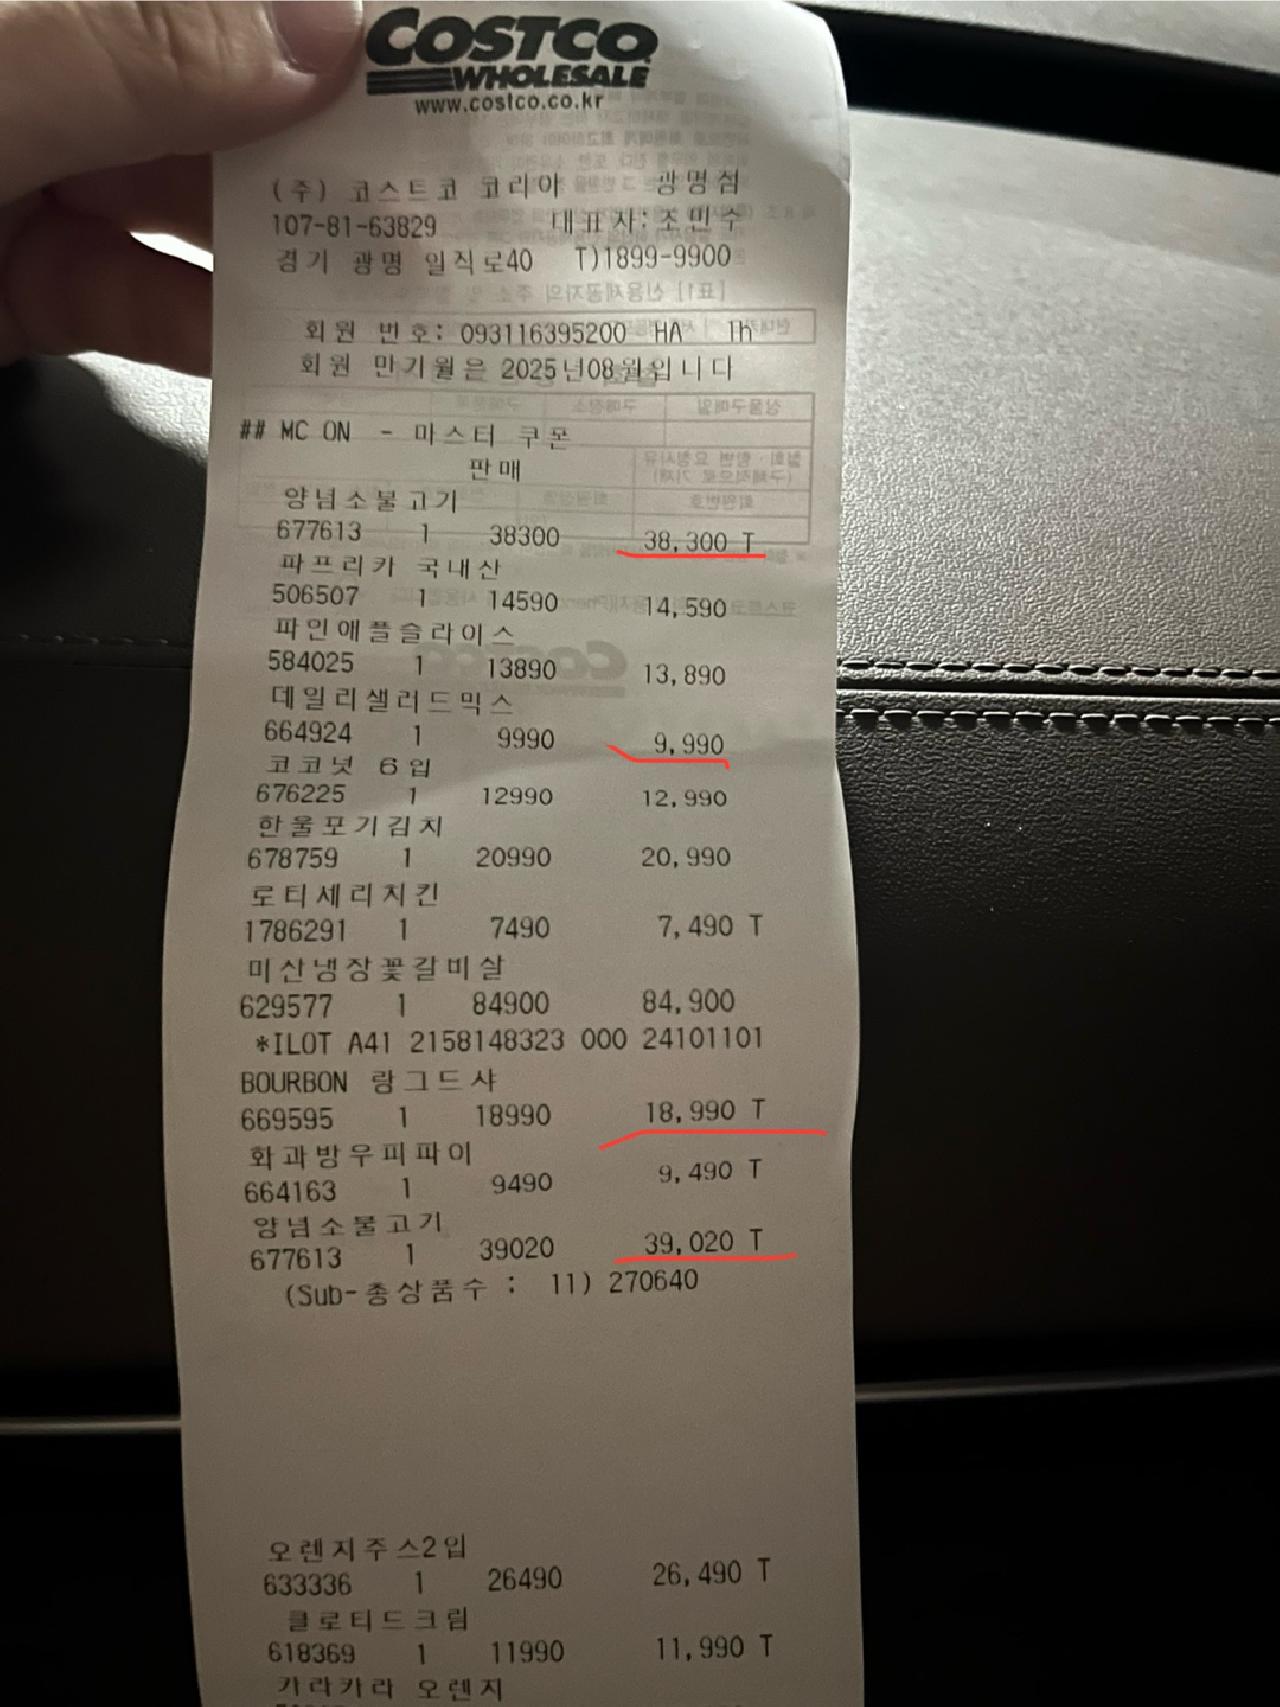 COSTCO
WHOLESALE
www.costco.co.kr
(주) 코스트코 코리아 광명점
107-81-63829 대표자: 조민수
경기 광명 일직로40 T)1899-9900
회원 번호: 093116395200 HA 1h
회원 만기월은 2025년08월입니다
## MC ON - 마스터 쿠폰
판매
양념소불고기
677613 1 38300 38,300 T
파프리카 국내산
506507 1 14590 14,590
파인애플슬라이스
584025 1 13890 13,890
데일리샐러드믹스
664924 1 9990 9,990
코코넛 6입
676225 1 12990 12,990
한울포기김치
678759 1 20990 20,990
로티세리치킨
1786291 1 7490 7,490 T
미산냉장꽃갈비살
629577 1 84900 84,900
*ILOT A41 2158148323 000 24101101
BOURBON 랑그드샤
669595 1 18990 18,990 T
화과방우피파이
664163 1 9490 9,490 T
양념소불고기
677613 1 39020 39,020 T
(Sub-총상품수 : 11) 270640
오렌지주스2입
633336 1 26490 26,490 T
클로티드크림
618369 1 11990 11,990 T
카라카라 오렌지